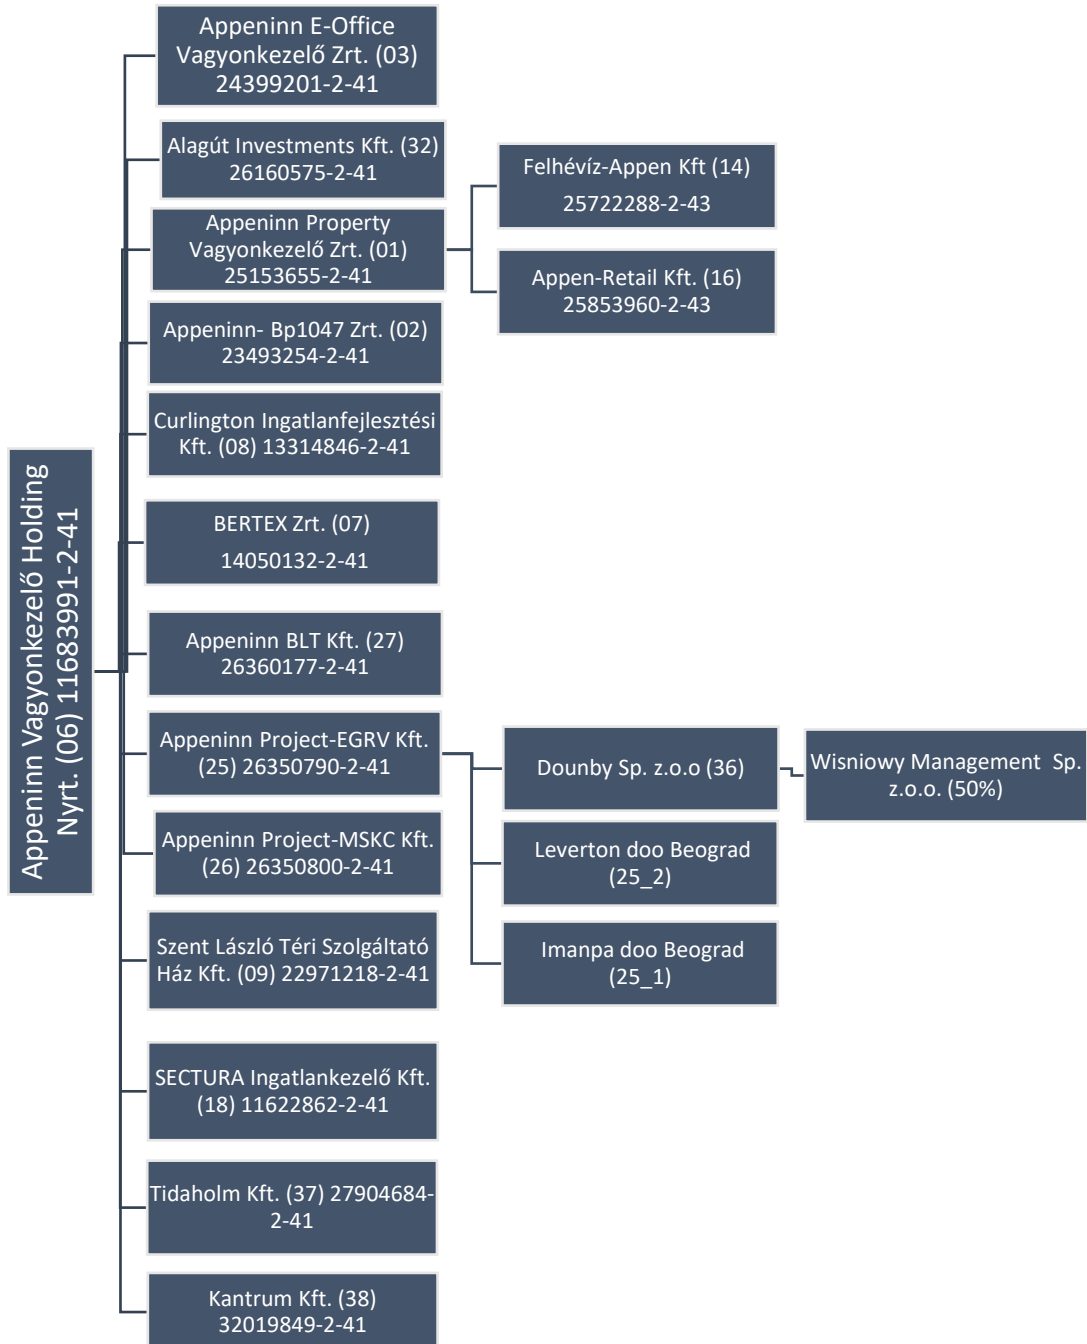 Appeninn Vagyonkezelő Holding
Nyrt. (06) 11683991-2-41
Appeninn E-Office
Vagyonkezelő Zrt. (03)
24399201-2-41
Alagút Investments Kft. (32)
26160575-2-41
Appeninn Property
Vagyonkezelő Zrt. (01)
25153655-2-41
Felhévíz-Appen Kft (14)
25722288-2-43
Appen-Retail Kft. (16)
25853960-2-43
Appeninn- Bp1047 Zrt. (02)
23493254-2-41
Curlington Ingatlanfejlesztési
Kft. (08) 13314846-2-41
BERTEX Zrt. (07)
14050132-2-41
Appeninn BLT Kft. (27)
26360177-2-41
Appeninn Project-EGRV Kft.
(25) 26350790-2-41
Dounby Sp. z.o.o (36)
Wisniowy Management  Sp.
z.o.o. (50%)
Leverton doo Beograd
(25_2)
Imanpa doo Beograd
(25_1)
Appeninn Project-MSKC Kft.
(26) 26350800-2-41
Szent László Téri Szolgáltató
Ház Kft. (09) 22971218-2-41
SECTURA Ingatlankezelő Kft.
(18) 11622862-2-41
Tidaholm Kft. (37) 27904684-
2-41
Kantrum Kft. (38)
32019849-2-41